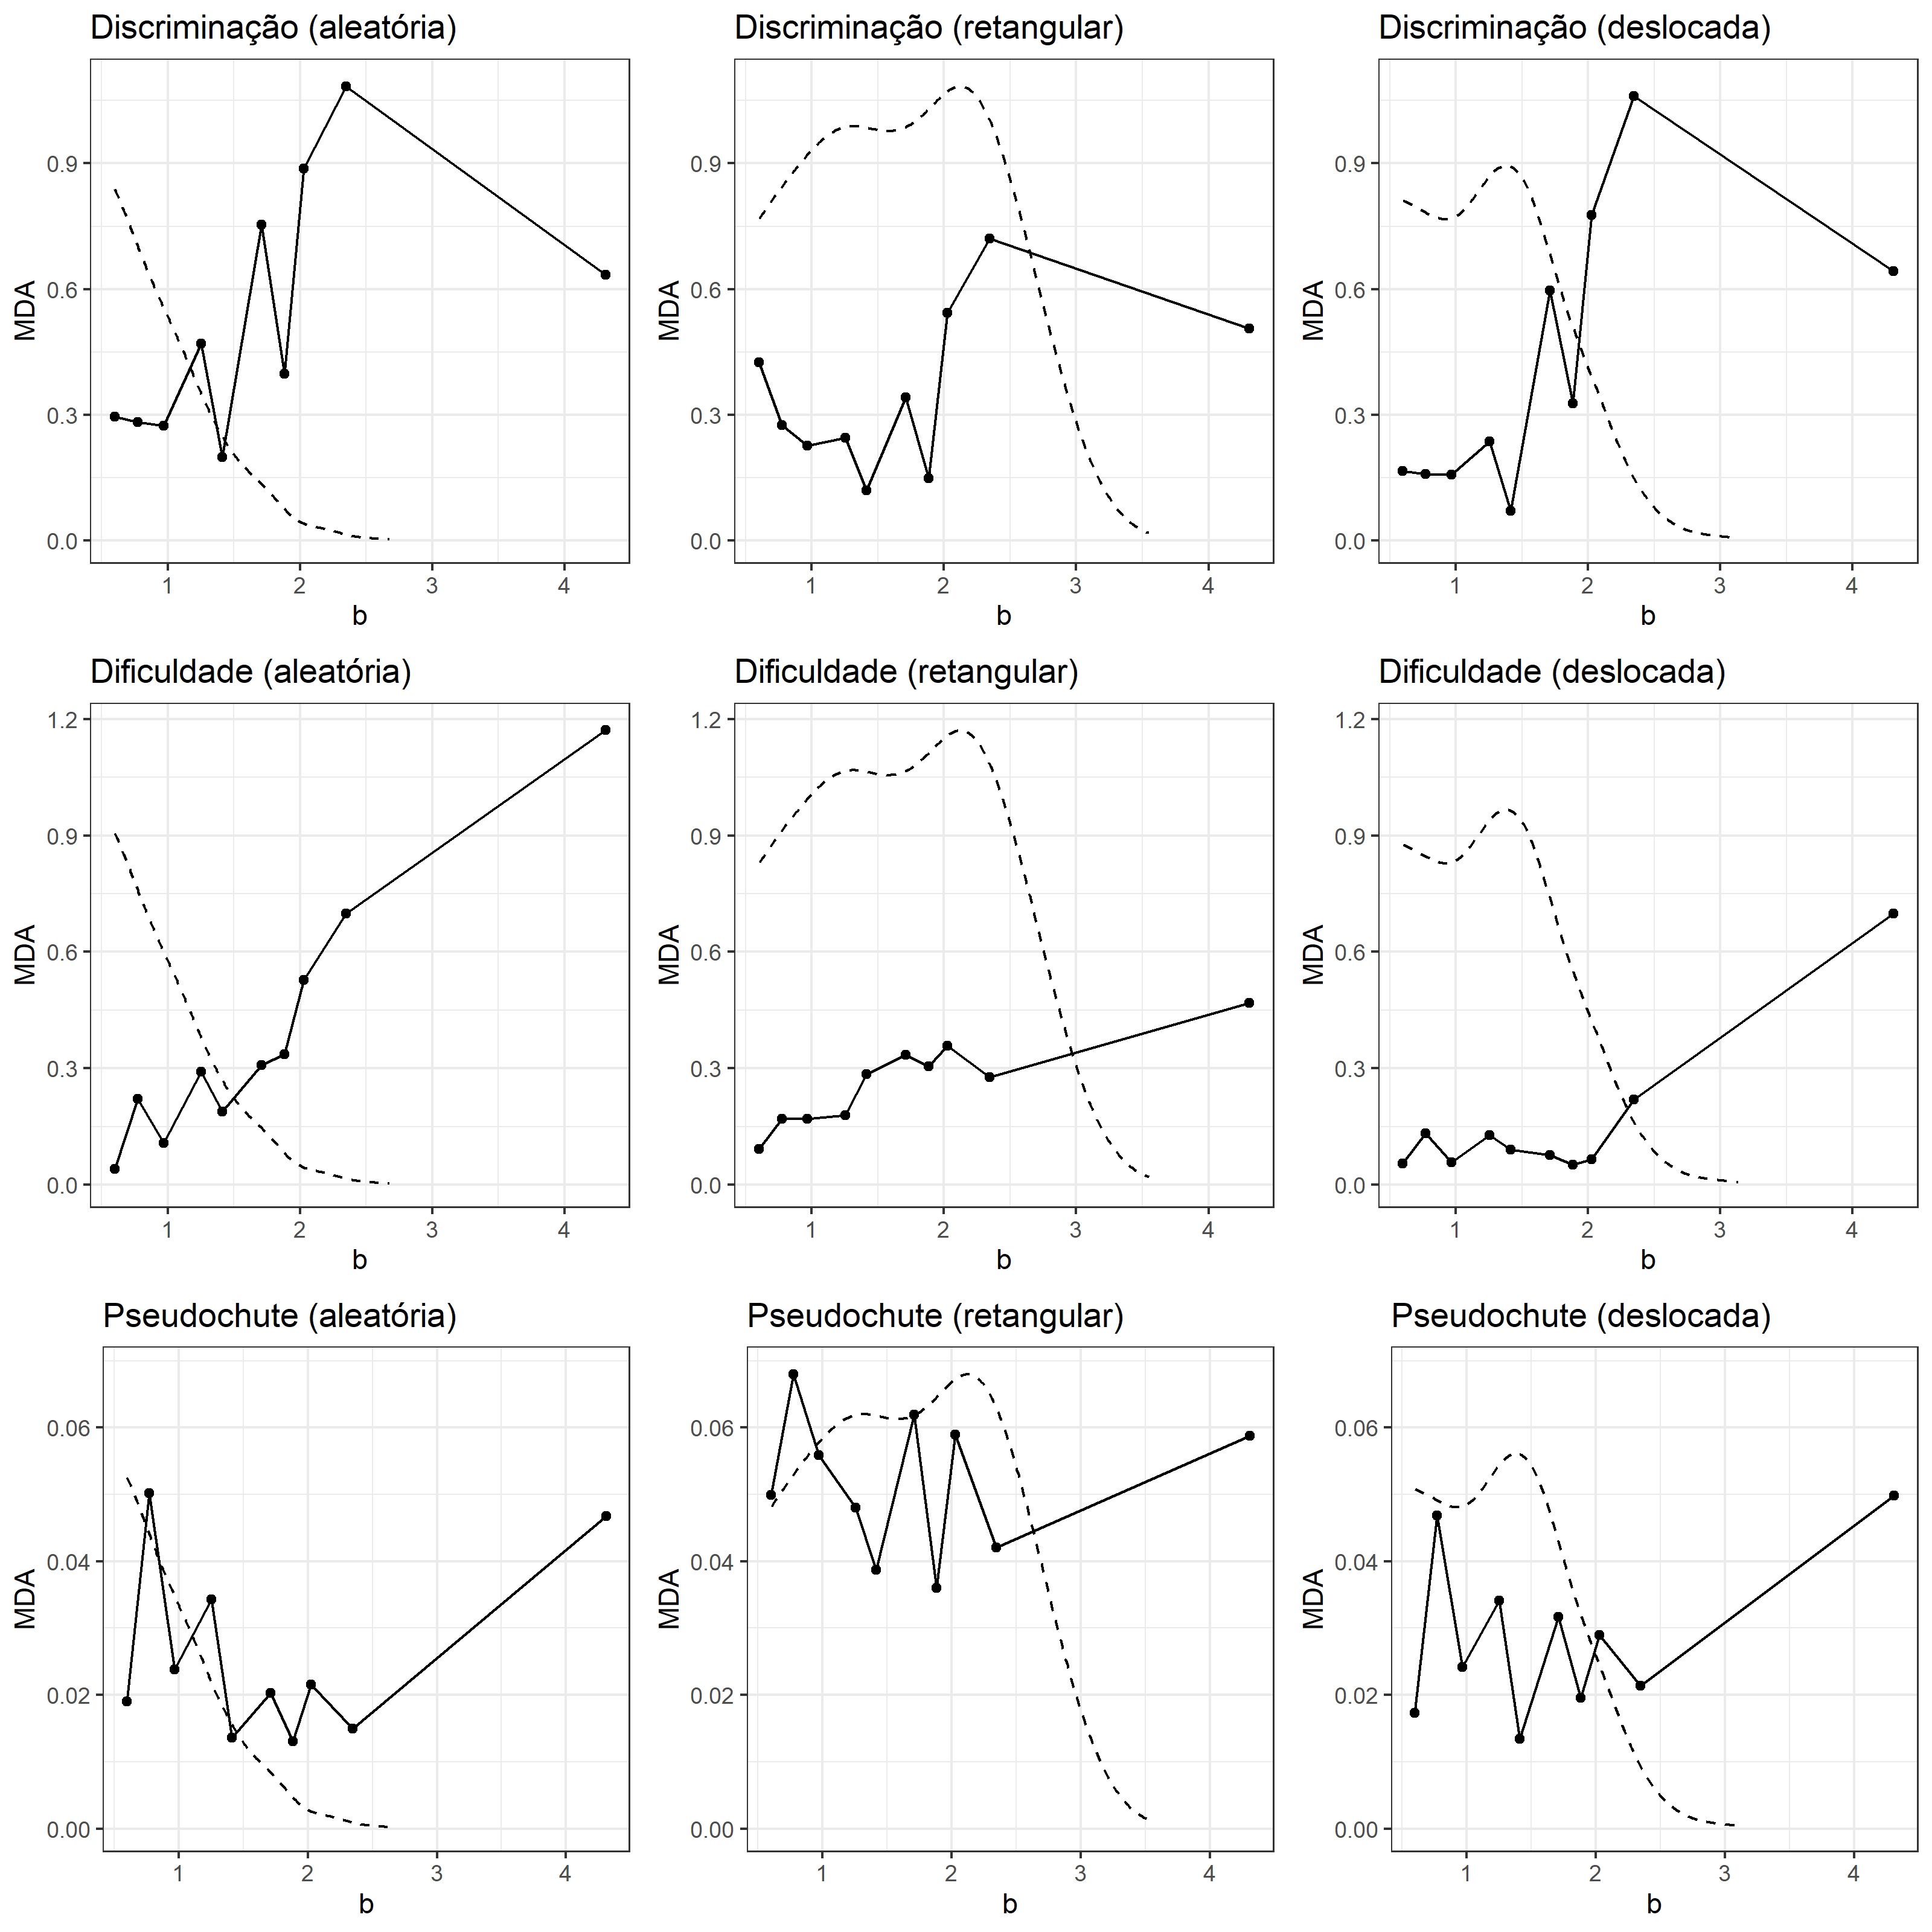 Discriminação (aleatória)
MDA
0.9
0.6
0.3
0.0
1 2 3 4
b
Discriminação (retangular)
MDA
0.9
0.6
0.3
0.0
1 2 3 4
b
Discriminação (deslocada)
MDA
0.9
0.6
0.3
0.0
1 2 3 4
b
Dificuldade (aleatória)
MDA
1.2
0.9
0.6
0.3
0.0
1 2 3 4
b
Dificuldade (retangular)
MDA
1.2
0.9
0.6
0.3
0.0
1 2 3 4
b
Dificuldade (deslocada)
MDA
1.2
0.9
0.6
0.3
0.0
1 2 3 4
b
Pseudochute (aleatória)
MDA
0.06
0.04
0.02
0.00
1 2 3 4
b
Pseudochute (retangular)
MDA
0.06
0.04
0.02
0.00
1 2 3 4
b
Pseudochute (deslocada)
MDA
0.06
0.04
0.02
0.00
1 2 3 4
b